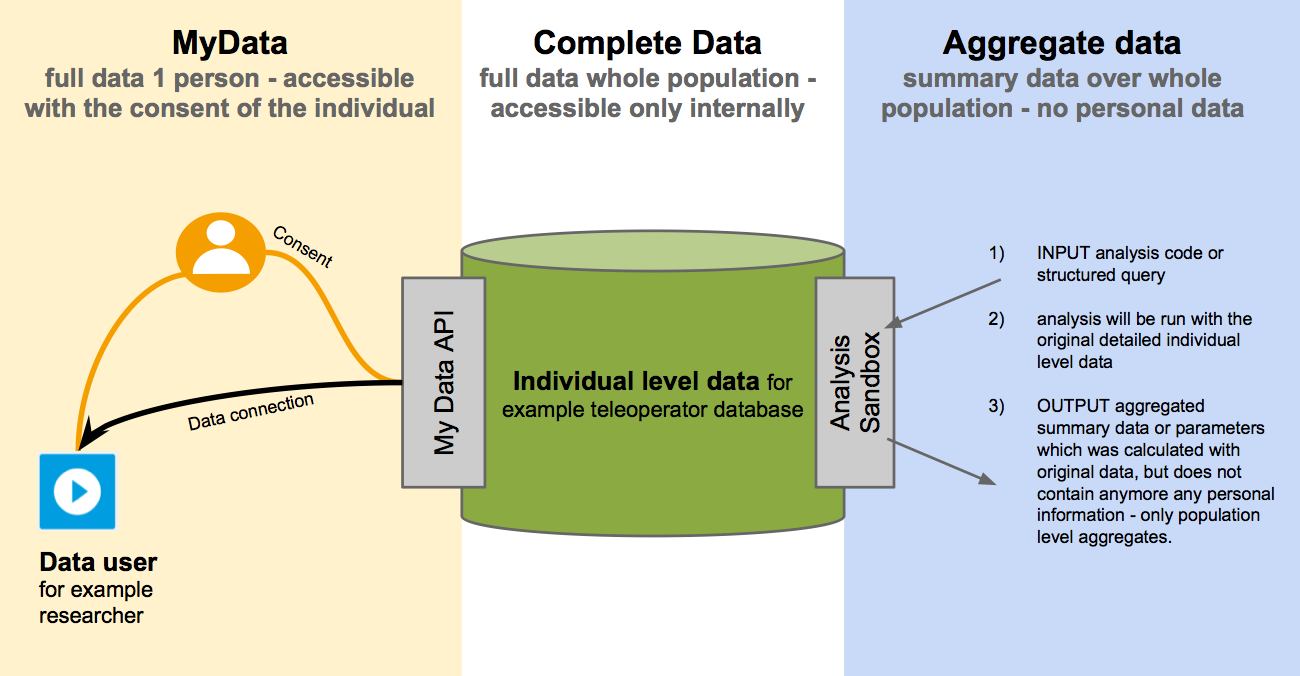 MyData
full data 1 person - accessible
with the consent of the individual
Complete Data
full data whole population -
accessible only internally
Aggregate data
summary data over whole
population - no personal data
Consent
Data connection
Data user
for example
researcher
My Data API
Individual level data for
example teleoperator database
Analysis
Sandbox
1) INPUT analysis code or
structured query
2) analysis will be run with the
original detailed individual
level data
3) OUTPUT aggregated
summary data or parameters
which was calculated with
original data, but does not
contain anymore any personal
information - only population
level aggregates.